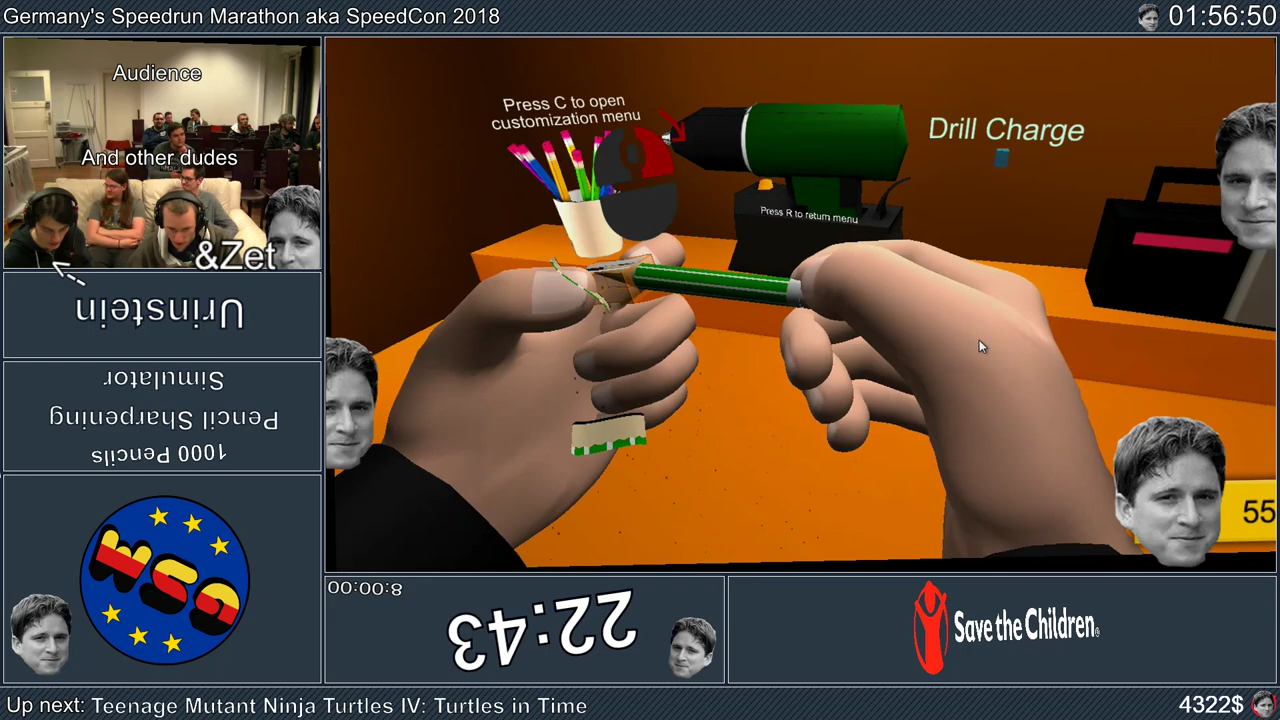 Germany's Speedrun Marathon aka SpeedCon 2018
01:56:50
Audience
And other dudes
&Zet
Urinstein
1000 Pencils
Pencil Sharpening
Simulator
GSM
Press C to open
customization menu
Drill Charge
Press R to return menu
55
8:00:00
22:43
Save the Children®
Up next: Teenage Mutant Ninja Turtles IV: Turtles in Time
4322$